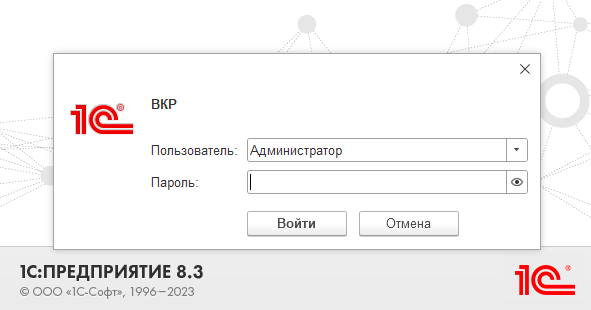 1С®
ВКР
Пользователь: Администратор
Пароль:
Войти Отмена
1С:ПРЕДПРИЯТИЕ 8.3
© ООО «1С-Софт», 1996–2023
1С®